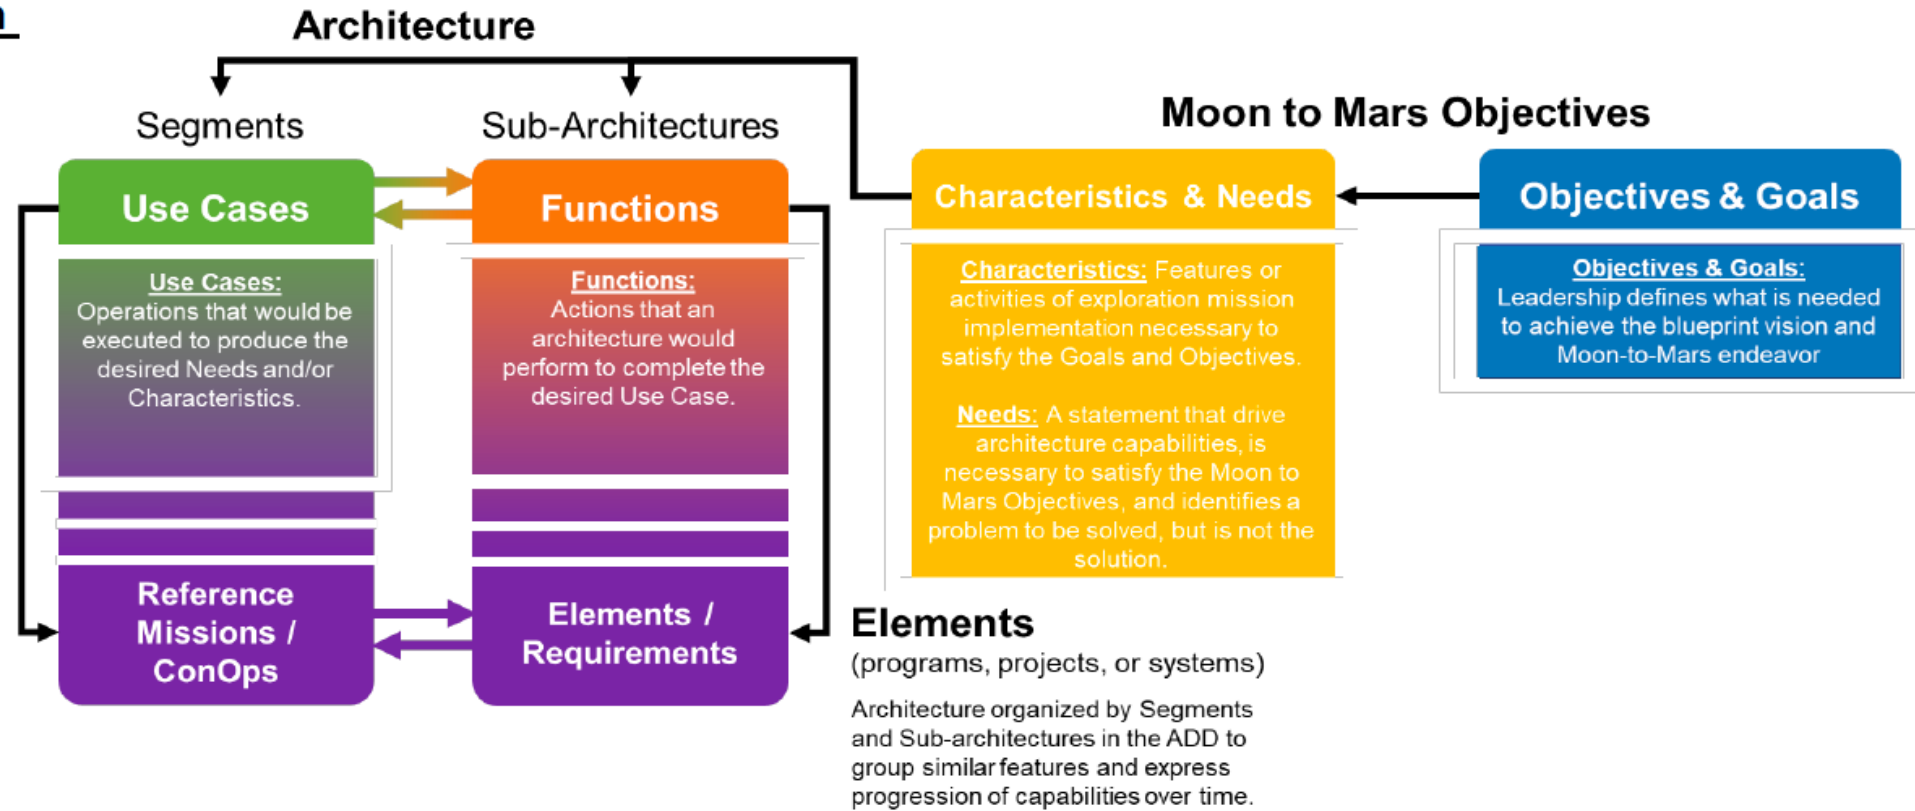 Architecture
Segments
Sub-Architectures
Moon to Mars Objectives
Use Cases
Functions
Characteristics & Needs
Objectives & Goals
Use Cases:
Operations that would be
executed to produce the
desired Needs and/or
Characteristics.
Functions:
Actions that an
architecture would
perform to complete the
desired Use Case.
Characteristics: Features or
activities of exploration mission
implementation necessary to
satisfy the Goals and Objectives.
Needs: A statement that drive
architecture capabilities, is
necessary to satisfy the Moon to
Mars Objectives, and identifies a
problem to be solved, but is not the
solution.
Objectives & Goals:
Leadership defines what is needed
to achieve the blueprint vision and
Moon-to-Mars endeavor
Reference
Missions /
ConOps
Elements /
Requirements
Elements
(programs, projects, or systems)
Architecture organized by Segments
and Sub-architectures in the ADD to
group similar features and express
progression of capabilities over time.